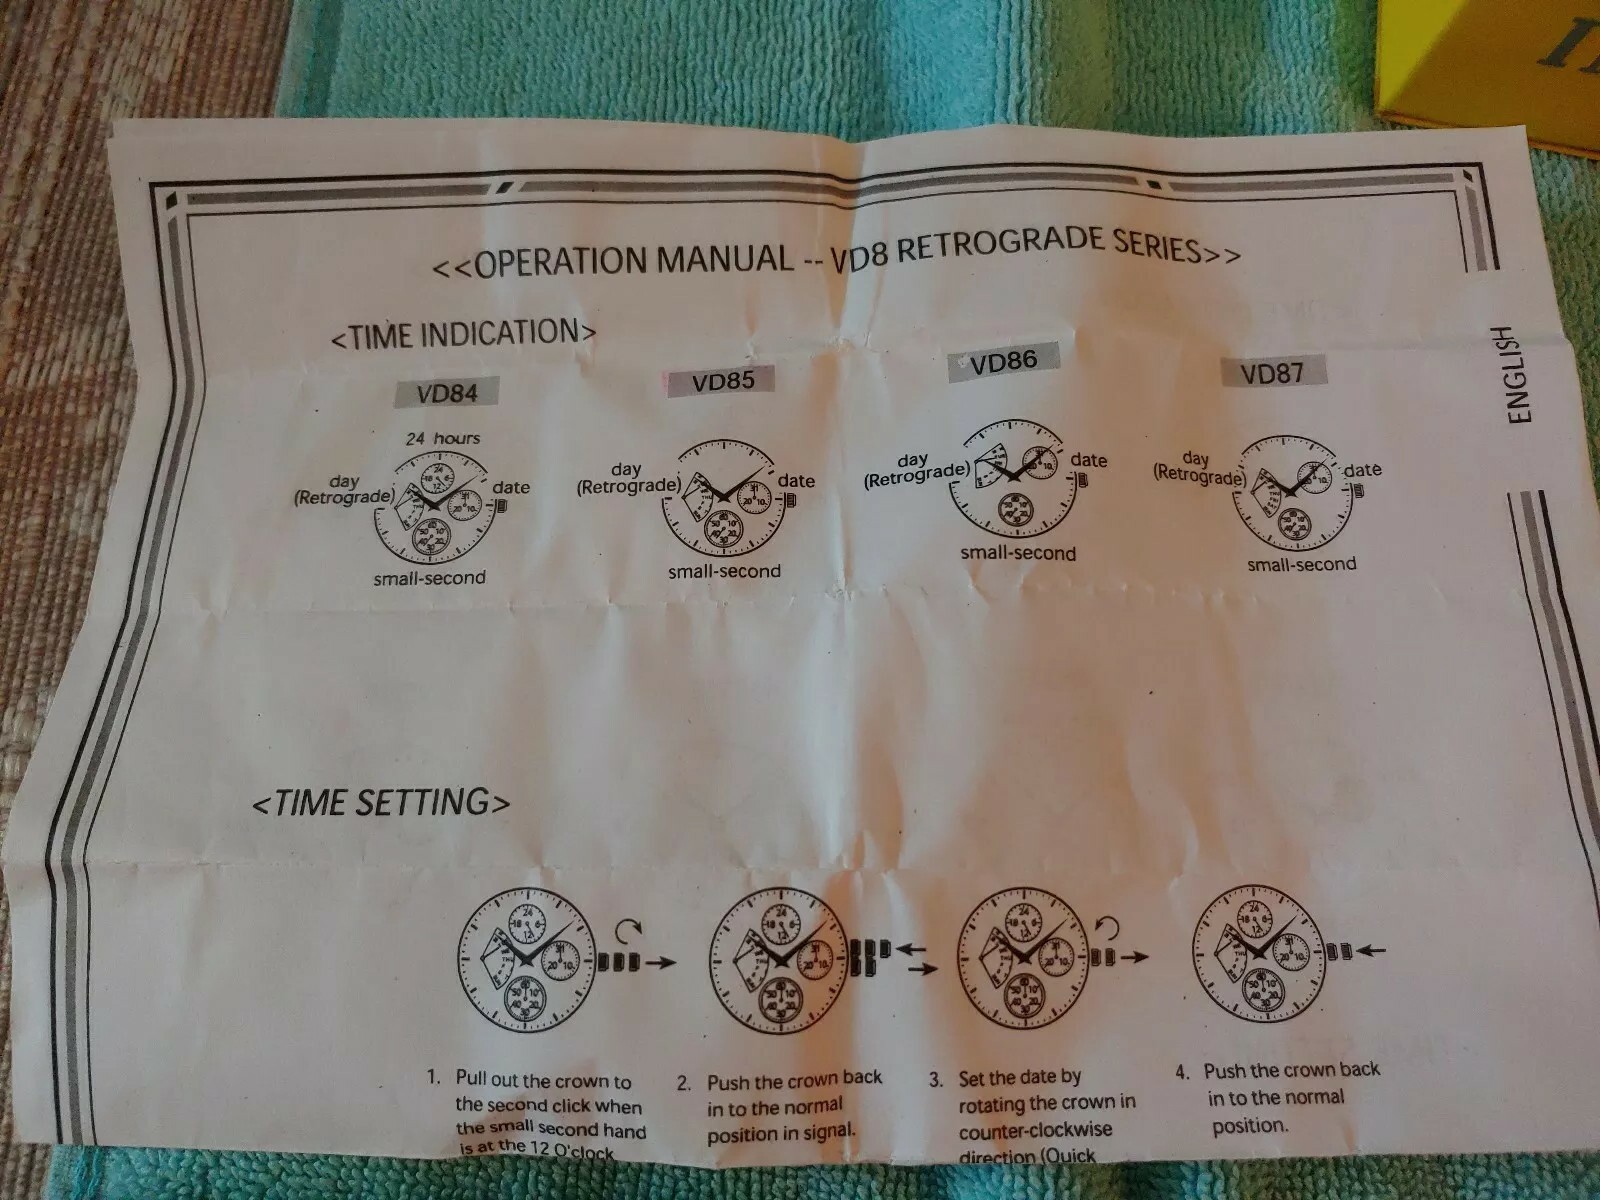 <<OPERATION MANUAL -- VD8 RETROGRADE SERIES>>
ENGLISH
<TIME INDICATION>
VD84
24 hours
day
(Retrograde)
date
small-second
VD85
day
(Retrograde)
date
small-second
VD86
day
(Retrograde)
date
small-second
VD87
day
(Retrograde)
date
small-second
<TIME SETTING>
1. Pull out the crown to
the second click when
the small second hand
is at the 12 O'clock
2. Push the crown back
in to the normal
position in signal.
3. Set the date by
rotating the crown in
counter-clockwise
direction (Quick
4. Push the crown back
in to the normal
position.